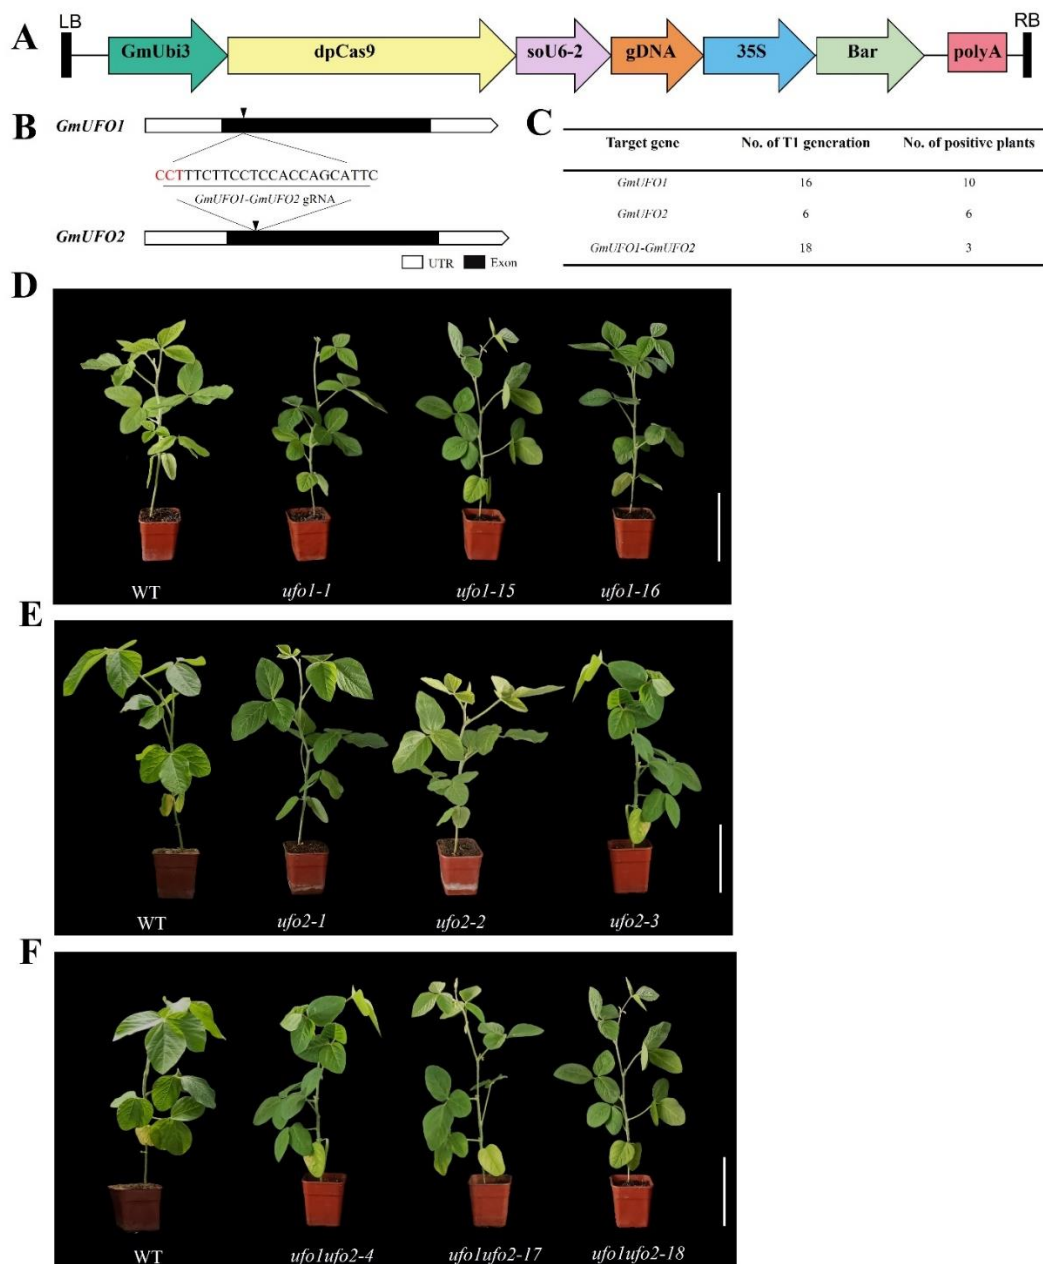 A
LB
RB
GmUbi3 dpCas9 soU6-2 gDNA 35S Bar polyA
B
GmUFO1
CCTTTCTTCCTCCACCAGCATTC
GmUFO1-GmUFO2 gRNA
GmUFO2
UTR Exon
C
Target gene No. of T1 generation No. of positive plants
GmUFO1 16 10
GmUFO2 6 6
GmUFO1-GmUFO2 18 3
D
WT ufo1-1 ufo1-15 ufo1-16
E
WT ufo2-1 ufo2-2 ufo2-3
F
WT ufo1ufo2-4 ufo1ufo2-17 ufo1ufo2-18